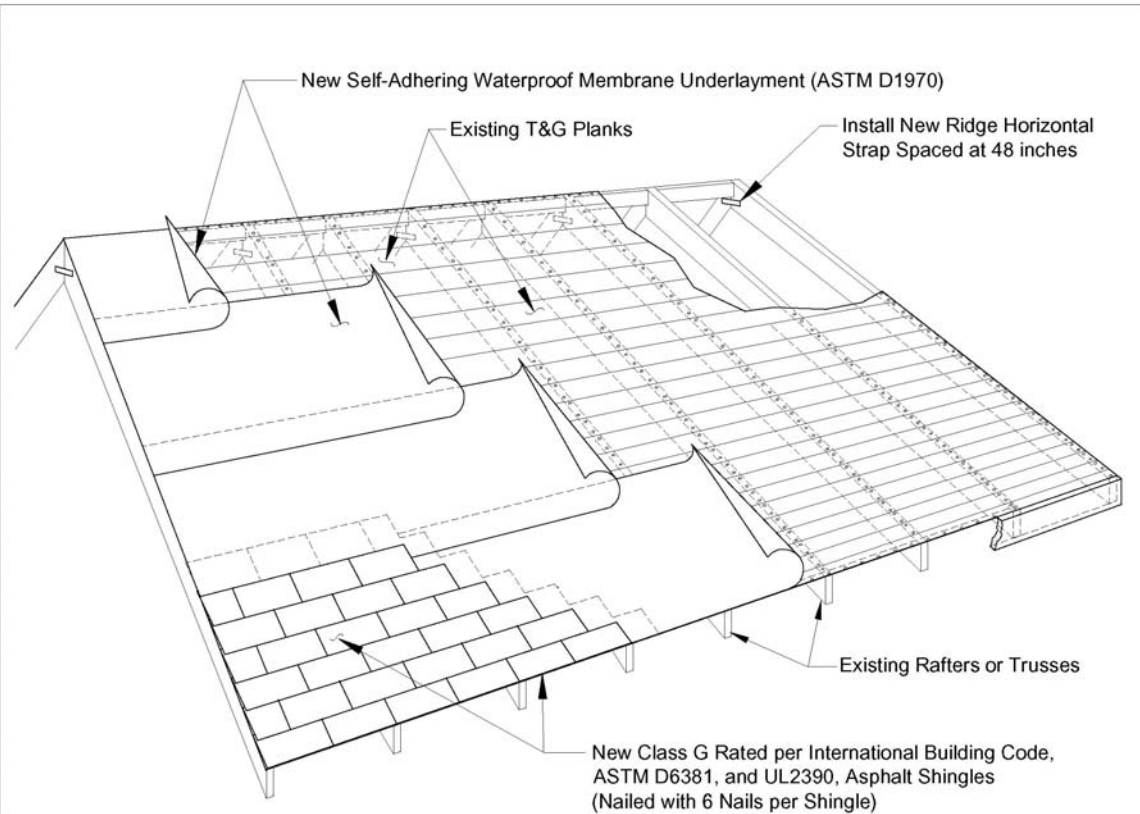 New Self-Adhering Waterproof Membrane Underlayment (ASTM D1970)
Existing T&G Planks
Install New Ridge Horizontal
Strap Spaced at 48 inches
Existing Rafters or Trusses
New Class G Rated per International Building Code,
ASTM D6381, and UL2390, Asphalt Shingles
(Nailed with 6 Nails per Shingle)